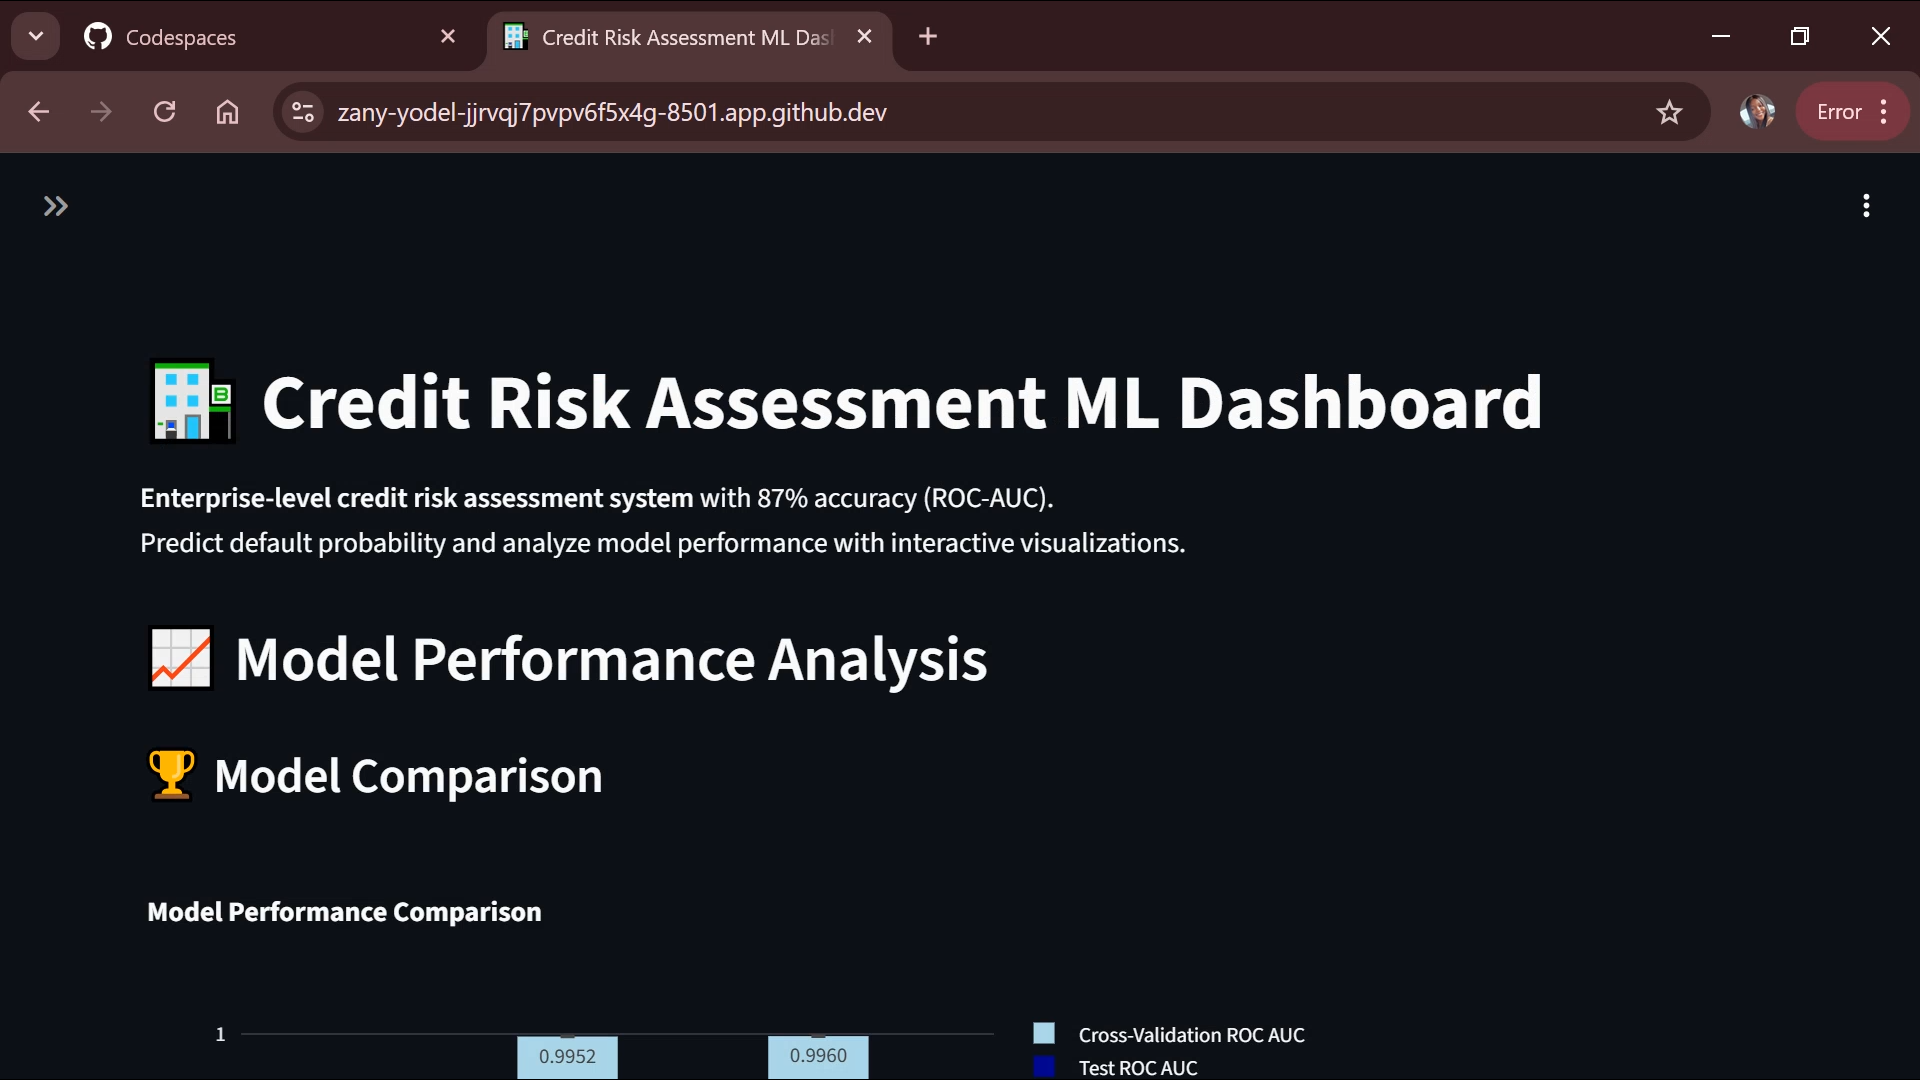 Codespaces
Credit Risk Assessment ML Das
zany-yodel-jjrvqj7pvpv6f5x4g-8501.app.github.dev
Error
B
Credit Risk Assessment ML Dashboard
Enterprise-level credit risk assessment system with 87% accuracy (ROC-AUC).
Predict default probability and analyze model performance with interactive visualizations.
Model Performance Analysis
Model Comparison
Model Performance Comparison
1
0.9952
0.9960
Cross-Validation ROC AUC
Test ROC AUC